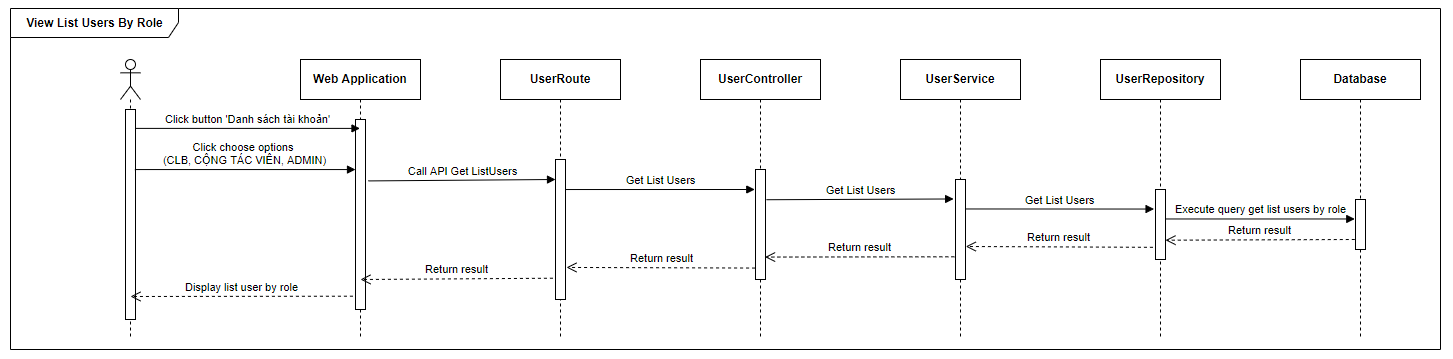 View List Users By Role
Web Application
UserRoute
UserController
UserService
UserRepository
Database
Click button 'Danh sách tài khoản'
Click choose options
(CLB, CỘNG TÁC VIÊN, ADMIN)
Call API Get ListUsers
Get List Users
Get List Users
Get List Users
Execute query get list users by role
Return result
Return result
Return result
Return result
Return result
Display list user by role